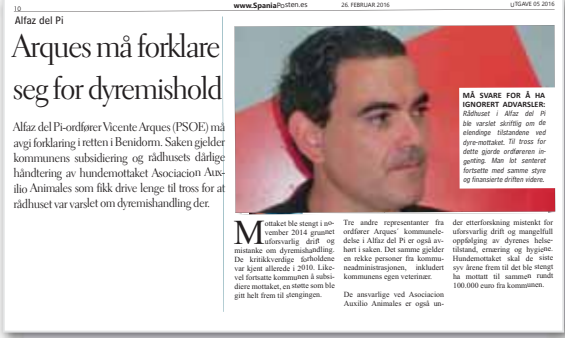 10
www.SpaniaPosten.es
26. FEBRUAR 2016
UTGAVE 05 2016
Alfaz del Pi
Arques må forklare
seg for dyremishold
Alfaz del Pi-ordfører Vicente Arques (PSOE) må
avgi forklaring i retten i Benidorm. Saken gjelder
kommunens subsidiering og rådhusets dårlige
håndtering av hundemottaket Asociacion Aux-
ilio Animales som fikk drive lenge til tross for at
rådhuset var varslet om dyremishandling der.
MÅ SVARE FOR Å HA
IGNORERT ADVARSLER:
Rådhuset i Alfaz del Pi
ble varslet skriftlig om de
elendinge tilstandene ved
dyre-mottaket. Til tross for
dette gjorde ordføreren in-
genting. Man lot senteret
fortsette med samme styre
og finansierte driften videre.
Mottaket ble stengt i no-
vember 2014 grunnet
uforsvarlig drift og
mistanke om dyremishandling.
De kritikkverdige forholdene
var kjent allerede i 2010. Like-
vel fortsatte kommunen å subsi-
diere mottaket, en støtte som ble
gitt helt frem til stengingen.
Tre andre representanter fra
ordfører Arques' kommunele-
delse i Alfaz del Pi er også av-
hørt i saken. Det samme gjelder
en rekke personer fra kommu-
neadministrasjonen, inkludert
kommunens egen veterinær.
De ansvarlige ved Asociacion
Auxilio Animales er også un-
der etterforskning mistenkt for
uforsvarlig drift og mangelfull
oppfølging av dyrenes helse-
tilstand, ernæring og hygiene.
Hundemottaket skal de siste
syv årene frem til det ble stengt
ha mottatt til sammen rundt
100.000 euro fra kommunen.